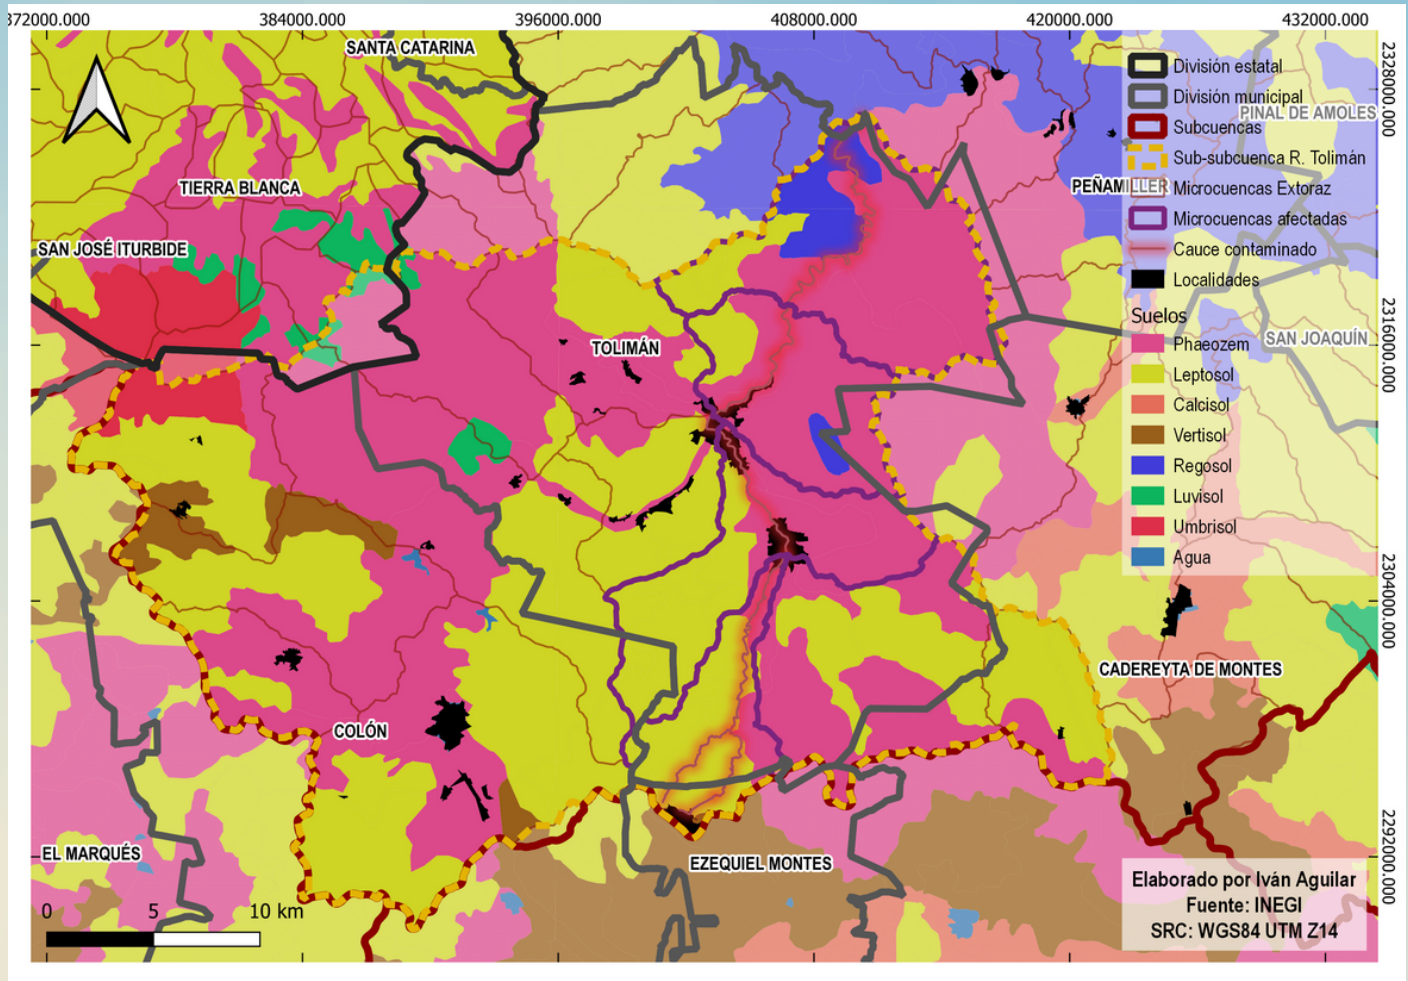 372000.000
384000.000
396000.000
408000.000
420000.000
432000.000
2328000.000
2316000.000
2304000.000
2292000.000
SANTA CATARINA
TIERRA BLANCA
SAN JOSÉ ITURBIDE
TOLIMÁN
PEÑAMILLER
PINAL DE AMOLES
SAN JOAQUÍN
CADEREYTA DE MONTES
COLÓN
EL MARQUÉS
EZEQUIEL MONTES
División estatal
División municipal
Subcuencas
Sub-subcuenca R. Tolimán
Microcuencas Extoraz
Microcuencas afectadas
Cauce contaminado
Localidades
Suelos
Phaeozem
Leptosol
Calcisol
Vertisol
Regosol
Luvisol
Umbrisol
Agua
0 5 10 km
Elaborado por Iván Aguilar
Fuente: INEGI
SRC: WGS84 UTM Z14